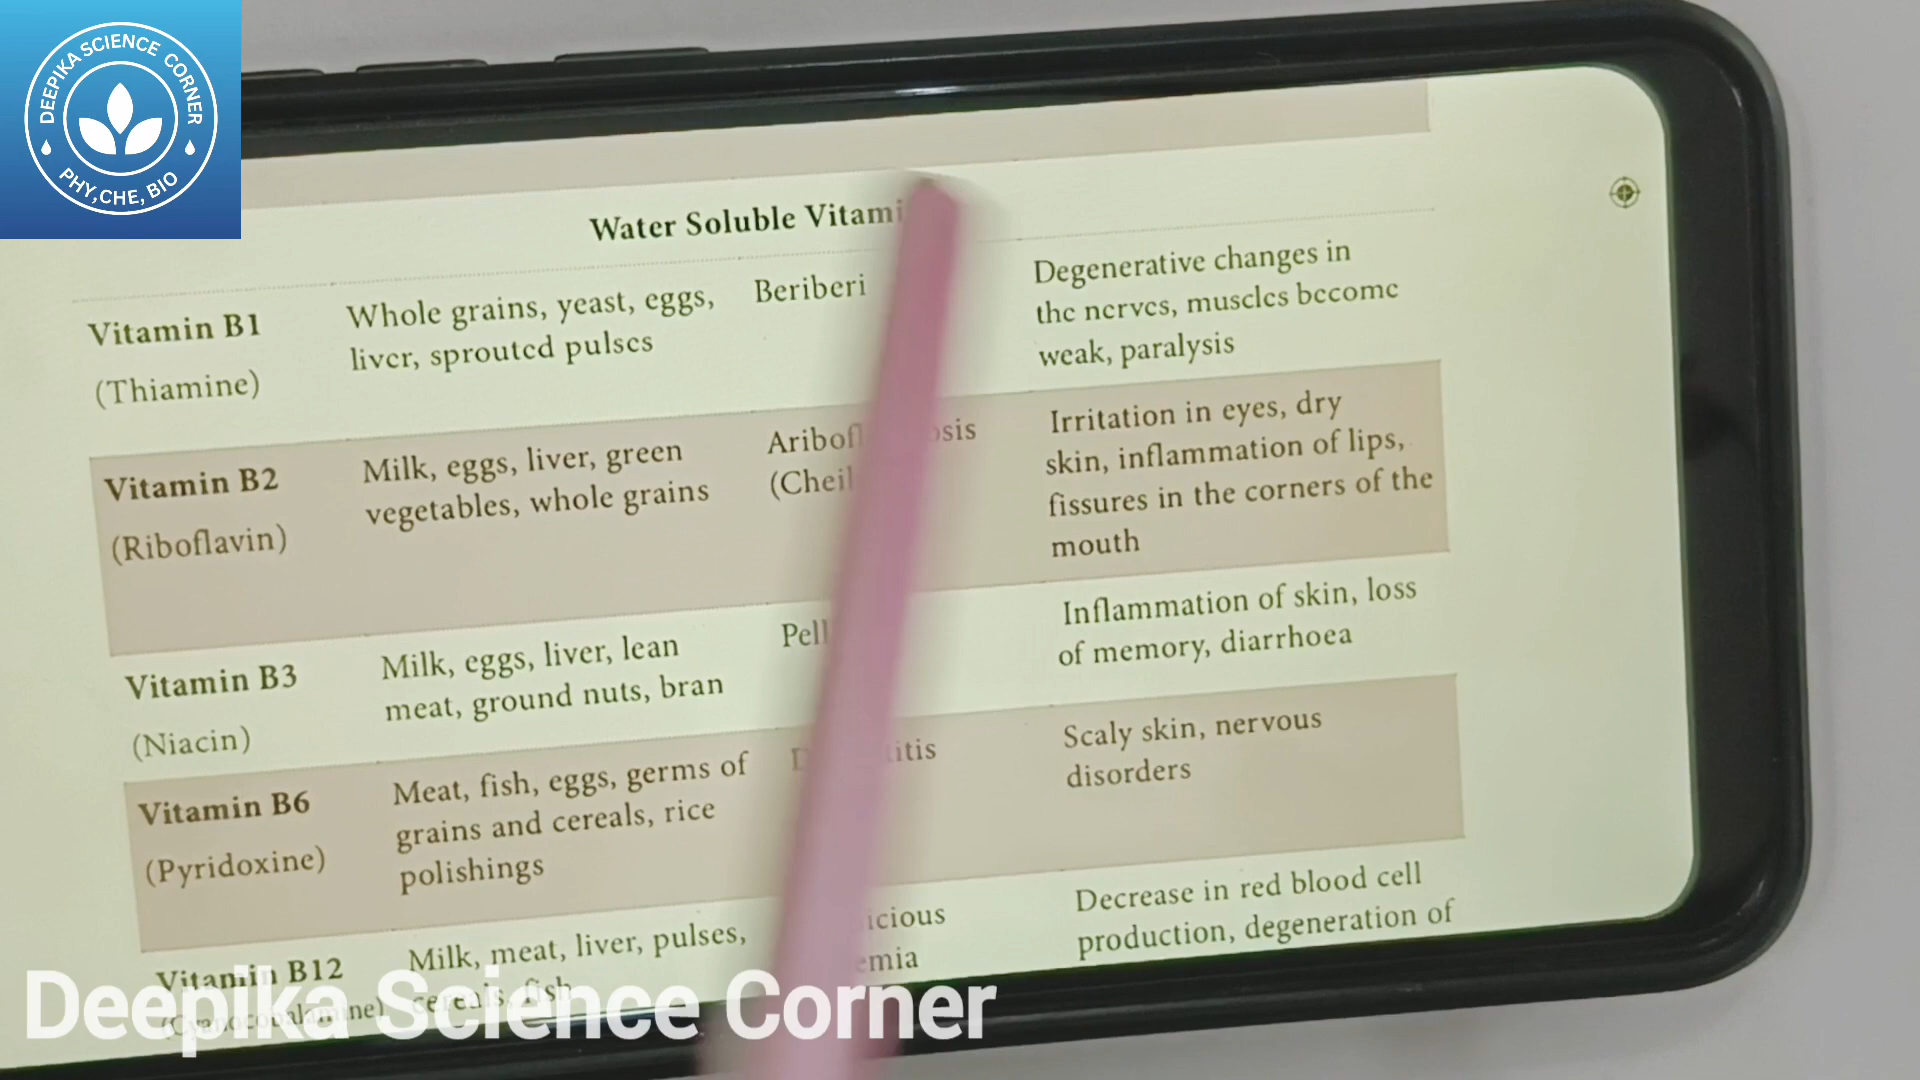 DEEPIKA SCIENCE CORNER
PHY,CHE, BIO
Water Soluble
Vitamin B1
(Thiamine)
Whole grains, yeast, eggs,
liver, sprouted pulses
Beriberi
Degenerative changes in
the nerves, muscles become
weak, paralysis
Vitamin B2
(Riboflavin)
Milk, eggs, liver, green
vegetables, whole grains
Irritation in eyes, dry
skin, inflammation of lips,
fissures in the corners of the
mouth
Vitamin B3
(Niacin)
Milk, eggs, liver, lean
meat, ground nuts, bran
Inflammation of skin, loss
of memory, diarrhoea
Vitamin B6
(Pyridoxine)
Meat, fish, eggs, germs of
grains and cereals, rice
polishings
Scaly skin, nervous
disorders
Vitamin B12
(Cyanocobalamine)
Milk, meat, liver, pulses,
cereals, fish
Decrease in red blood cell
production, degeneration of
Deepika Science Corner